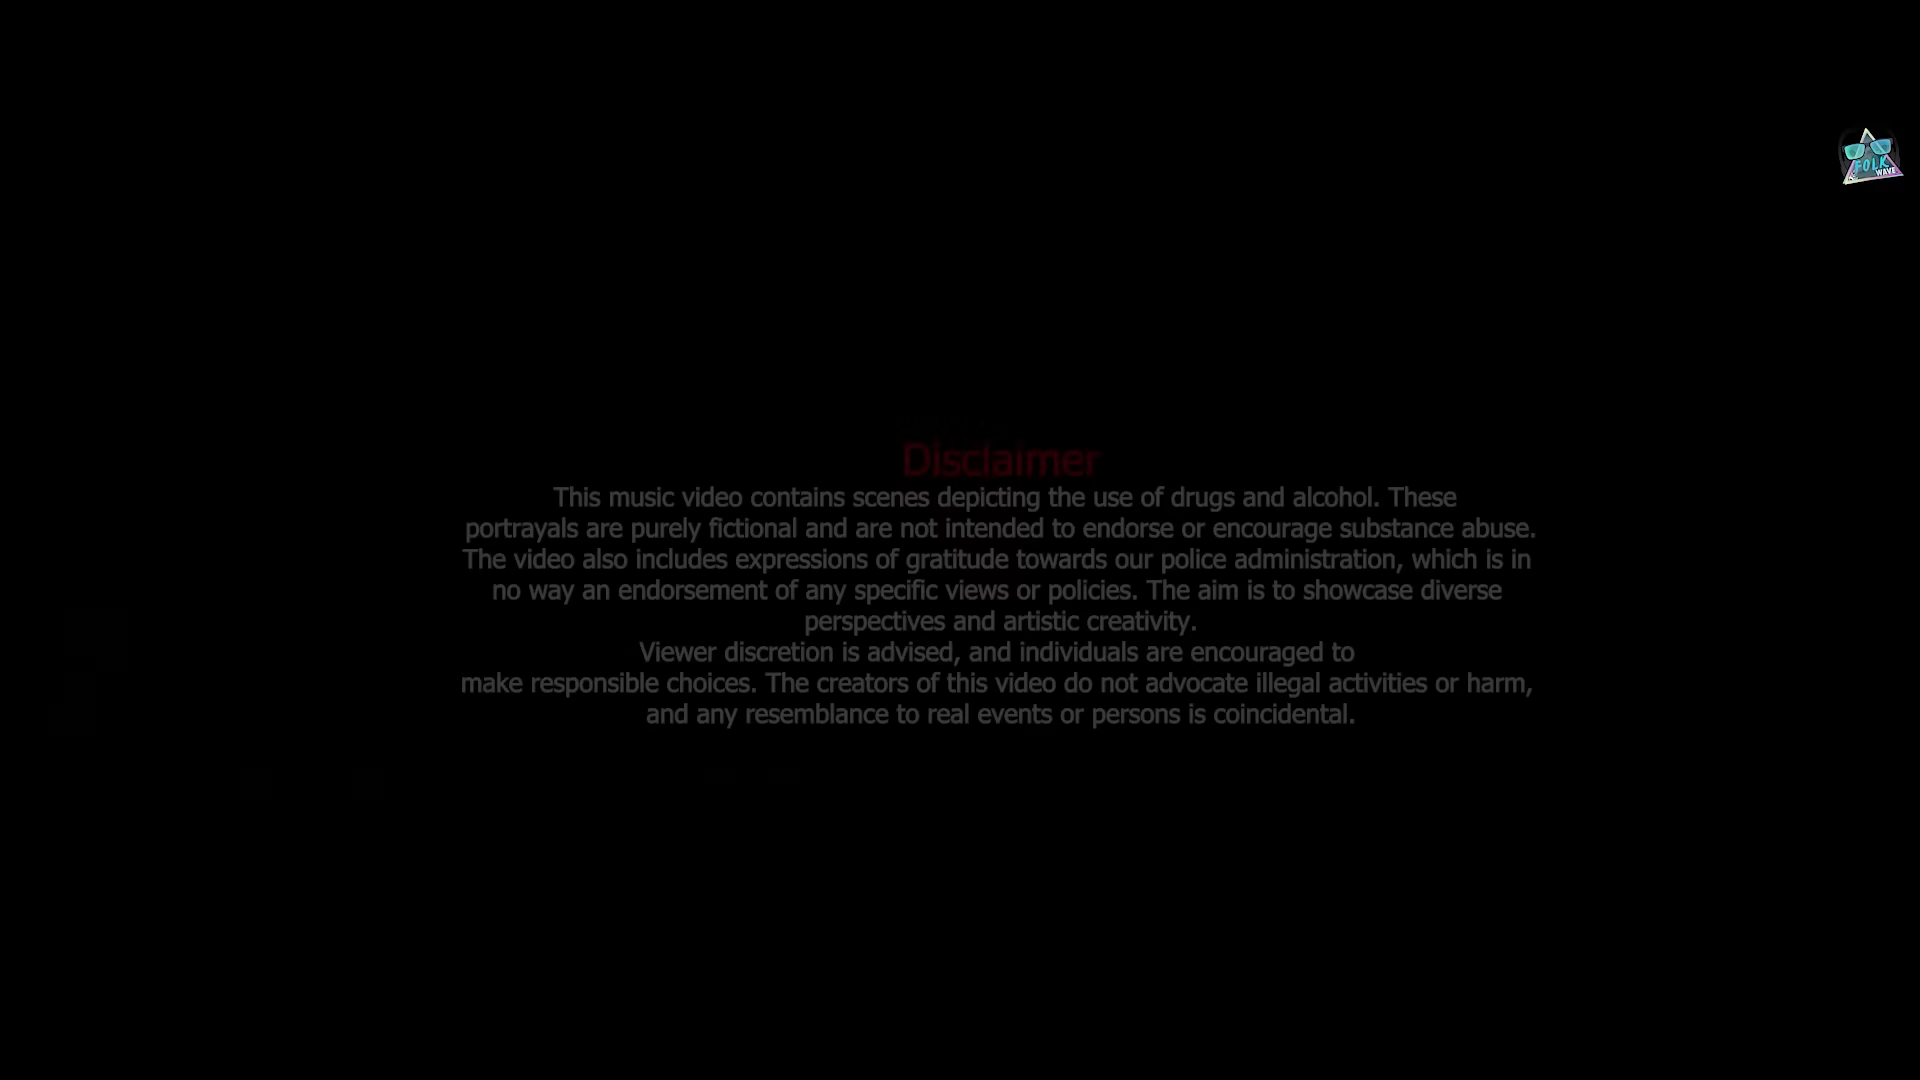 FOLK
WAVE
Disclaimer
This music video contains scenes depicting the use of drugs and alcohol. These
portrayals are purely fictional and are not intended to endorse or encourage substance abuse.
The video also includes expressions of gratitude towards our police administration, which is in
no way an endorsement of any specific views or policies. The aim is to showcase diverse
perspectives and artistic creativity.
Viewer discretion is advised, and individuals are encouraged to
make responsible choices. The creators of this video do not advocate illegal activities or harm,
and any resemblance to real events or persons is coincidental.